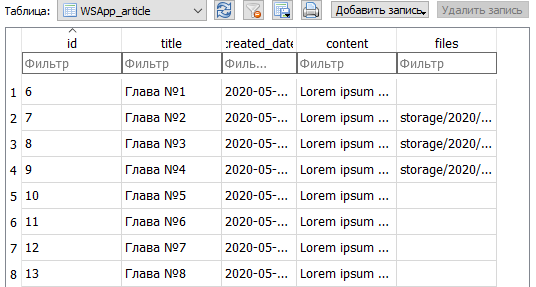 Таблица: WSApp_article Добавить запись Удалить запись
id title :reated_date content files
Фильтр Фильтр Филь... Фильтр Фильтр
1 6 Глава №1 2020-05-... Lorem ipsum ...
2 7 Глава №2 2020-05-... Lorem ipsum ... storage/2020/...
3 8 Глава №3 2020-05-... Lorem ipsum ... storage/2020/...
4 9 Глава №4 2020-05-... Lorem ipsum ... storage/2020/...
5 10 Глава №5 2020-05-... Lorem ipsum ...
6 11 Глава №6 2020-05-... Lorem ipsum ...
7 12 Глава №7 2020-05-... Lorem ipsum ...
8 13 Глава №8 2020-05-... Lorem ipsum ...